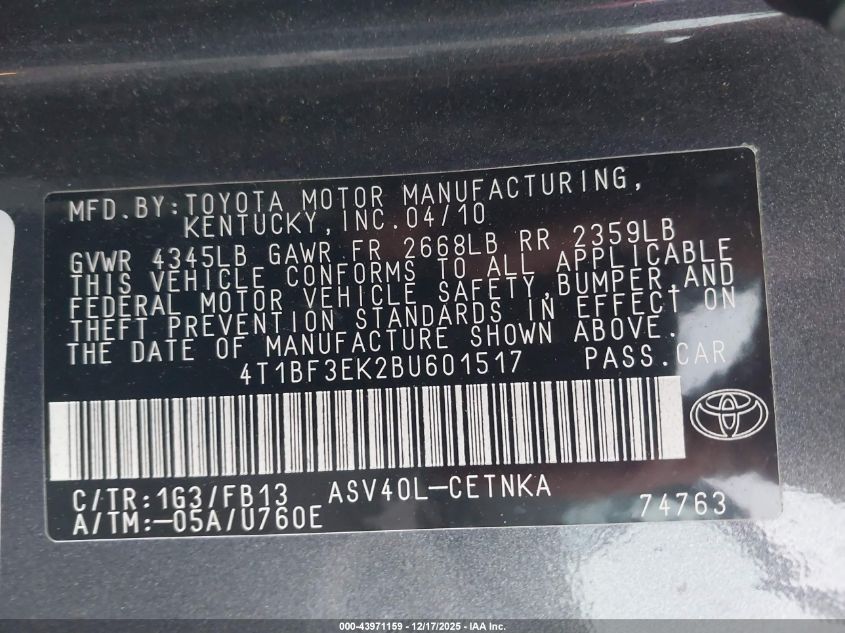 MFD.BY:TOYOTA MOTOR MANUFACTURING,
KENTUCKY,INC.04/10
GVWR 4345LB GAWR FR 2668LB RR 2359LB
THIS VEHICLE CONFORMS TO ALL APPLICABLE
FEDERAL MOTOR VEHICLE SAFETY,BUMPER,AND
THEFT PREVENTION STANDARDS IN EFFECT ON
THE DATE OF MANUFACTURE SHOWN ABOVE.
4T1BF3EK2BU601517 PASS.CAR
C/TR:1G3/FB13 ASV40L-CETNKA
A/TM:-05A/U760E 74763
000-43971159 - 12/17/2025 - IAA Inc.